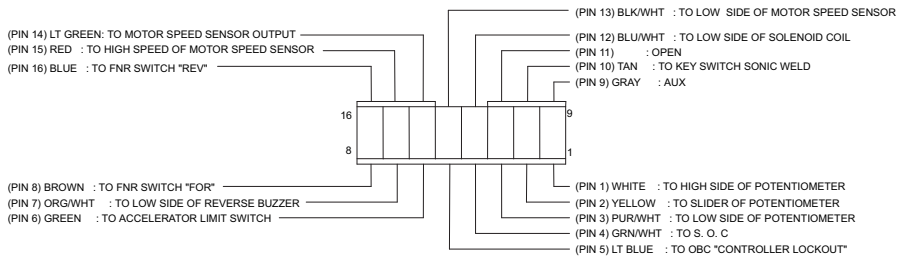 (PIN 13) BLK/WHT : TO LOW SIDE OF MOTOR SPEED SENSOR
(PIN 14) LT GREEN: TO MOTOR SPEED SENSOR OUTPUT
(PIN 12) BLU/WHT : TO LOW SIDE OF SOLENOID COIL
(PIN 15) RED : TO HIGH SPEED OF MOTOR SPEED SENSOR
(PIN 11) : OPEN
(PIN 16) BLUE : TO FNR SWITCH "REV"
(PIN 10) TAN : TO KEY SWITCH SONIC WELD
(PIN 9) GRAY : AUX
16
9
8
1
(PIN 8) BROWN : TO FNR SWITCH "FOR"
(PIN 1) WHITE : TO HIGH SIDE OF POTENTIOMETER
(PIN 7) ORG/WHT : TO LOW SIDE OF REVERSE BUZZER
(PIN 2) YELLOW : TO SLIDER OF POTENTIOMETER
(PIN 6) GREEN : TO ACCELERATOR LIMIT SWITCH
(PIN 3) PUR/WHT : TO LOW SIDE OF POTENTIOMETER
(PIN 4) GRN/WHT : TO S. O. C
(PIN 5) LT BLUE : TO OBC "CONTROLLER LOCKOUT"